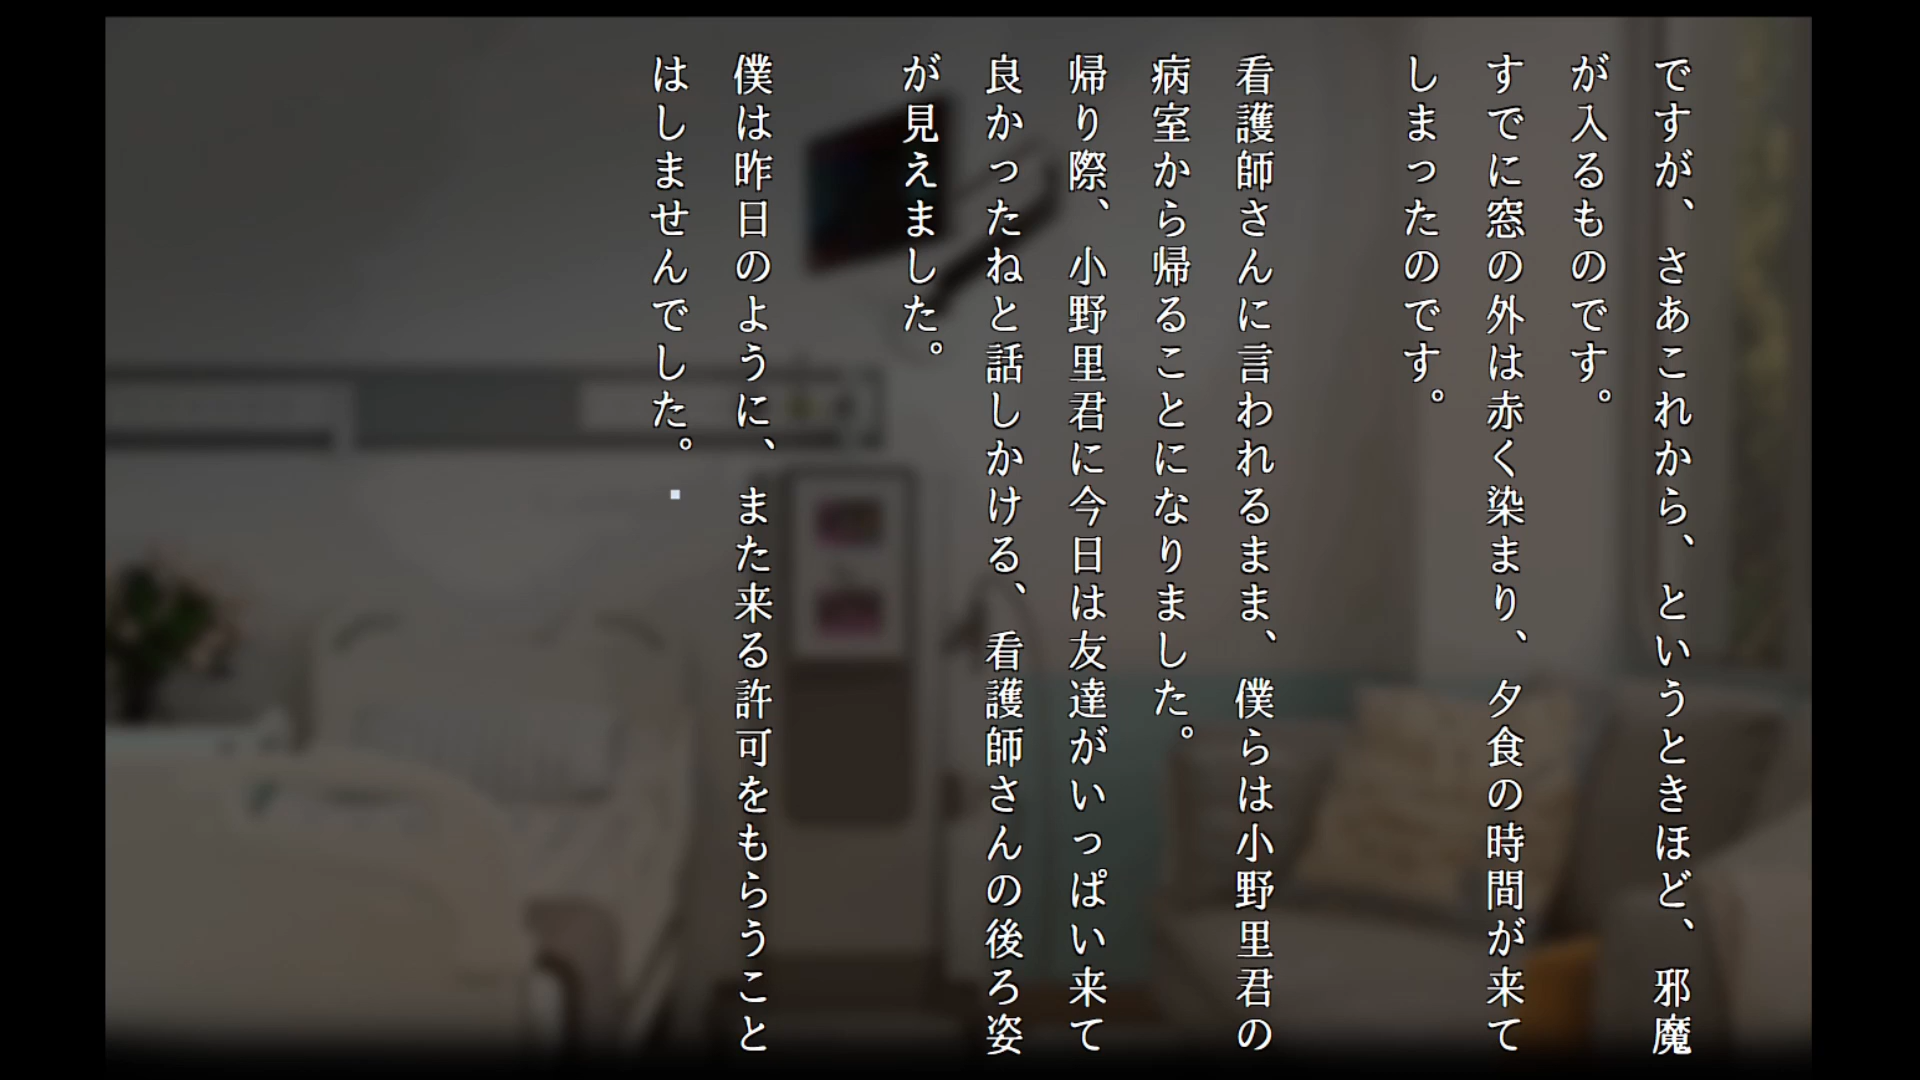 ですが、さあこれから、というときほど、邪魔
が入るものです。
すでに窓の外は赤く染まり、夕食の時間が来て
しまったのです。
看護師さんに言われるまま、僕らは小野里君の
病室から帰ることになりました。
帰り際、小野里君に今日は友達がいっぱい来て
良かったねと話しかける、看護師さんの後ろ姿
が見えました。
僕は昨日のように、また来る許可をもらうこと
はしませんでした。